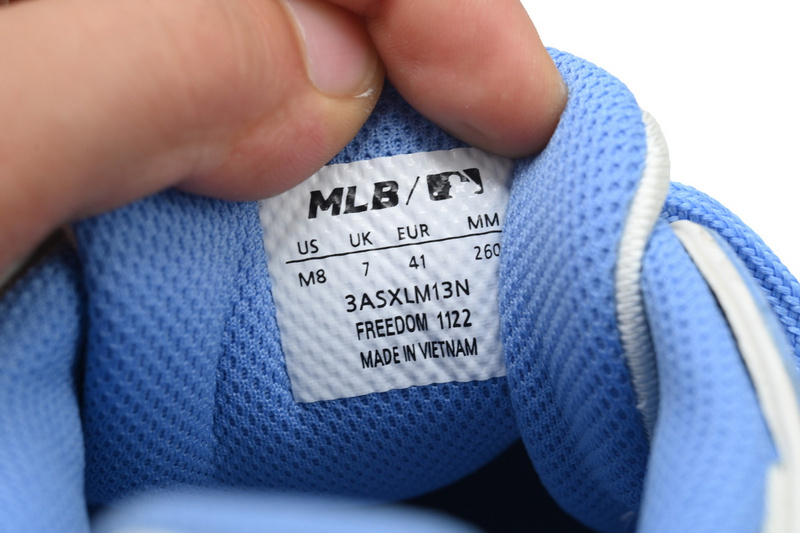 MLB/
US UK EUR MM
M8 7 41 260
3ASXLM13N
FREEDOM 1122
MADE IN VIETNAM